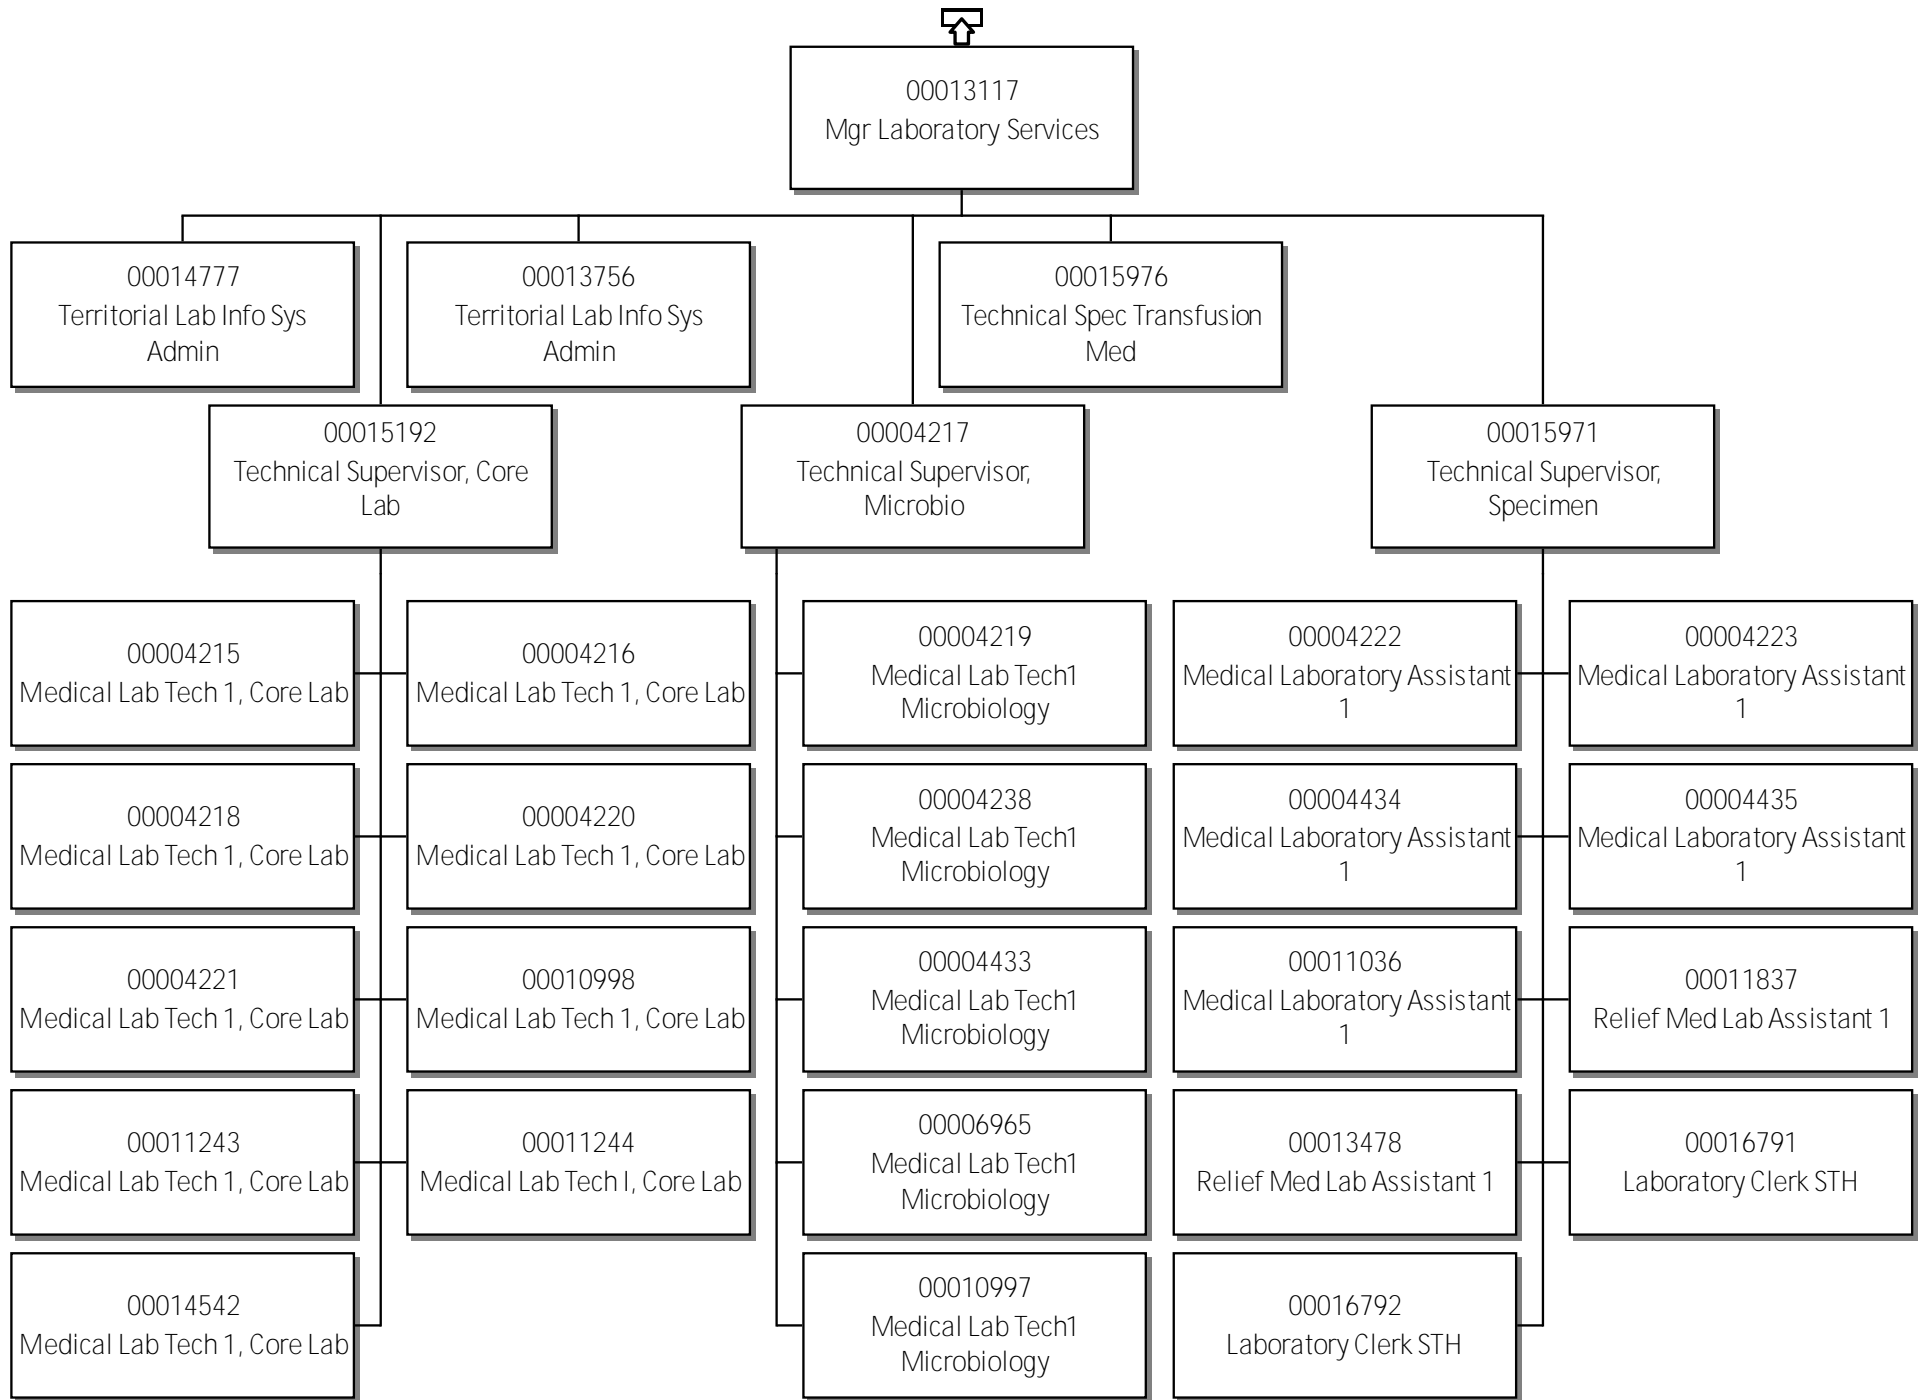 00013117
Mgr Laboratory Services
00014777
Territorial Lab Info Sys
Admin
00013756
Territorial Lab Info Sys
Admin
00015976
Technical Spec Transfusion
Med
00015192
Technical Supervisor, Core
Lab
00004217
Technical Supervisor,
Microbio
00015971
Technical Supervisor,
Specimen
00004215
Medical Lab Tech 1, Core Lab
00004216
Medical Lab Tech 1, Core Lab
00004219
Medical Lab Tech1
Microbiology
00004222
Medical Laboratory Assistant
1
00004223
Medical Laboratory Assistant
1
00004218
Medical Lab Tech 1, Core Lab
00004220
Medical Lab Tech 1, Core Lab
00004238
Medical Lab Tech1
Microbiology
00004434
Medical Laboratory Assistant
1
00004435
Medical Laboratory Assistant
1
00004221
Medical Lab Tech 1, Core Lab
00010998
Medical Lab Tech 1, Core Lab
00004433
Medical Lab Tech1
Microbiology
00011036
Medical Laboratory Assistant
1
00011837
Relief Med Lab Assistant 1
00011243
Medical Lab Tech 1, Core Lab
00011244
Medical Lab Tech I, Core Lab
00006965
Medical Lab Tech1
Microbiology
00013478
Relief Med Lab Assistant 1
00016791
Laboratory Clerk STH
00014542
Medical Lab Tech 1, Core Lab
00010997
Medical Lab Tech1
Microbiology
00016792
Laboratory Clerk STH